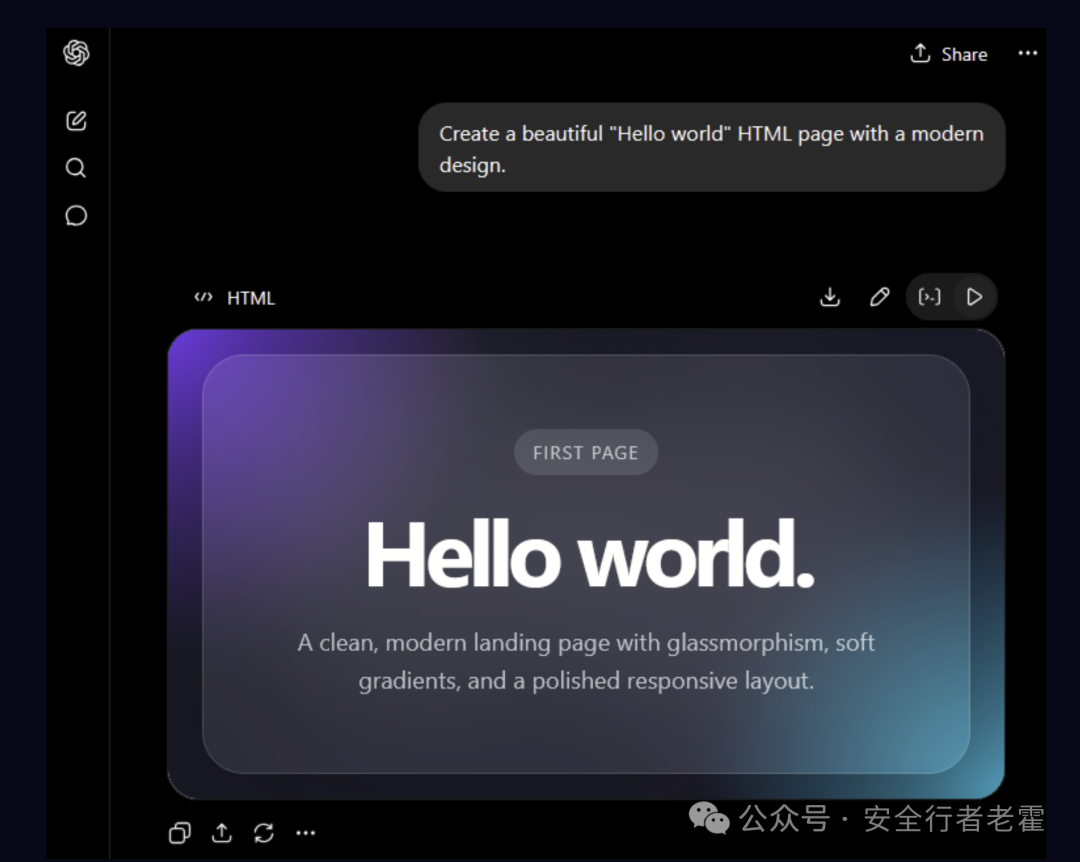 Share
Create a beautiful "Hello world" HTML page with a modern
design.
HTML
FIRST PAGE
Hello world.
A clean, modern landing page with glassmorphism, soft
gradients, and a polished responsive layout.
公众号 · 安全行者老霍